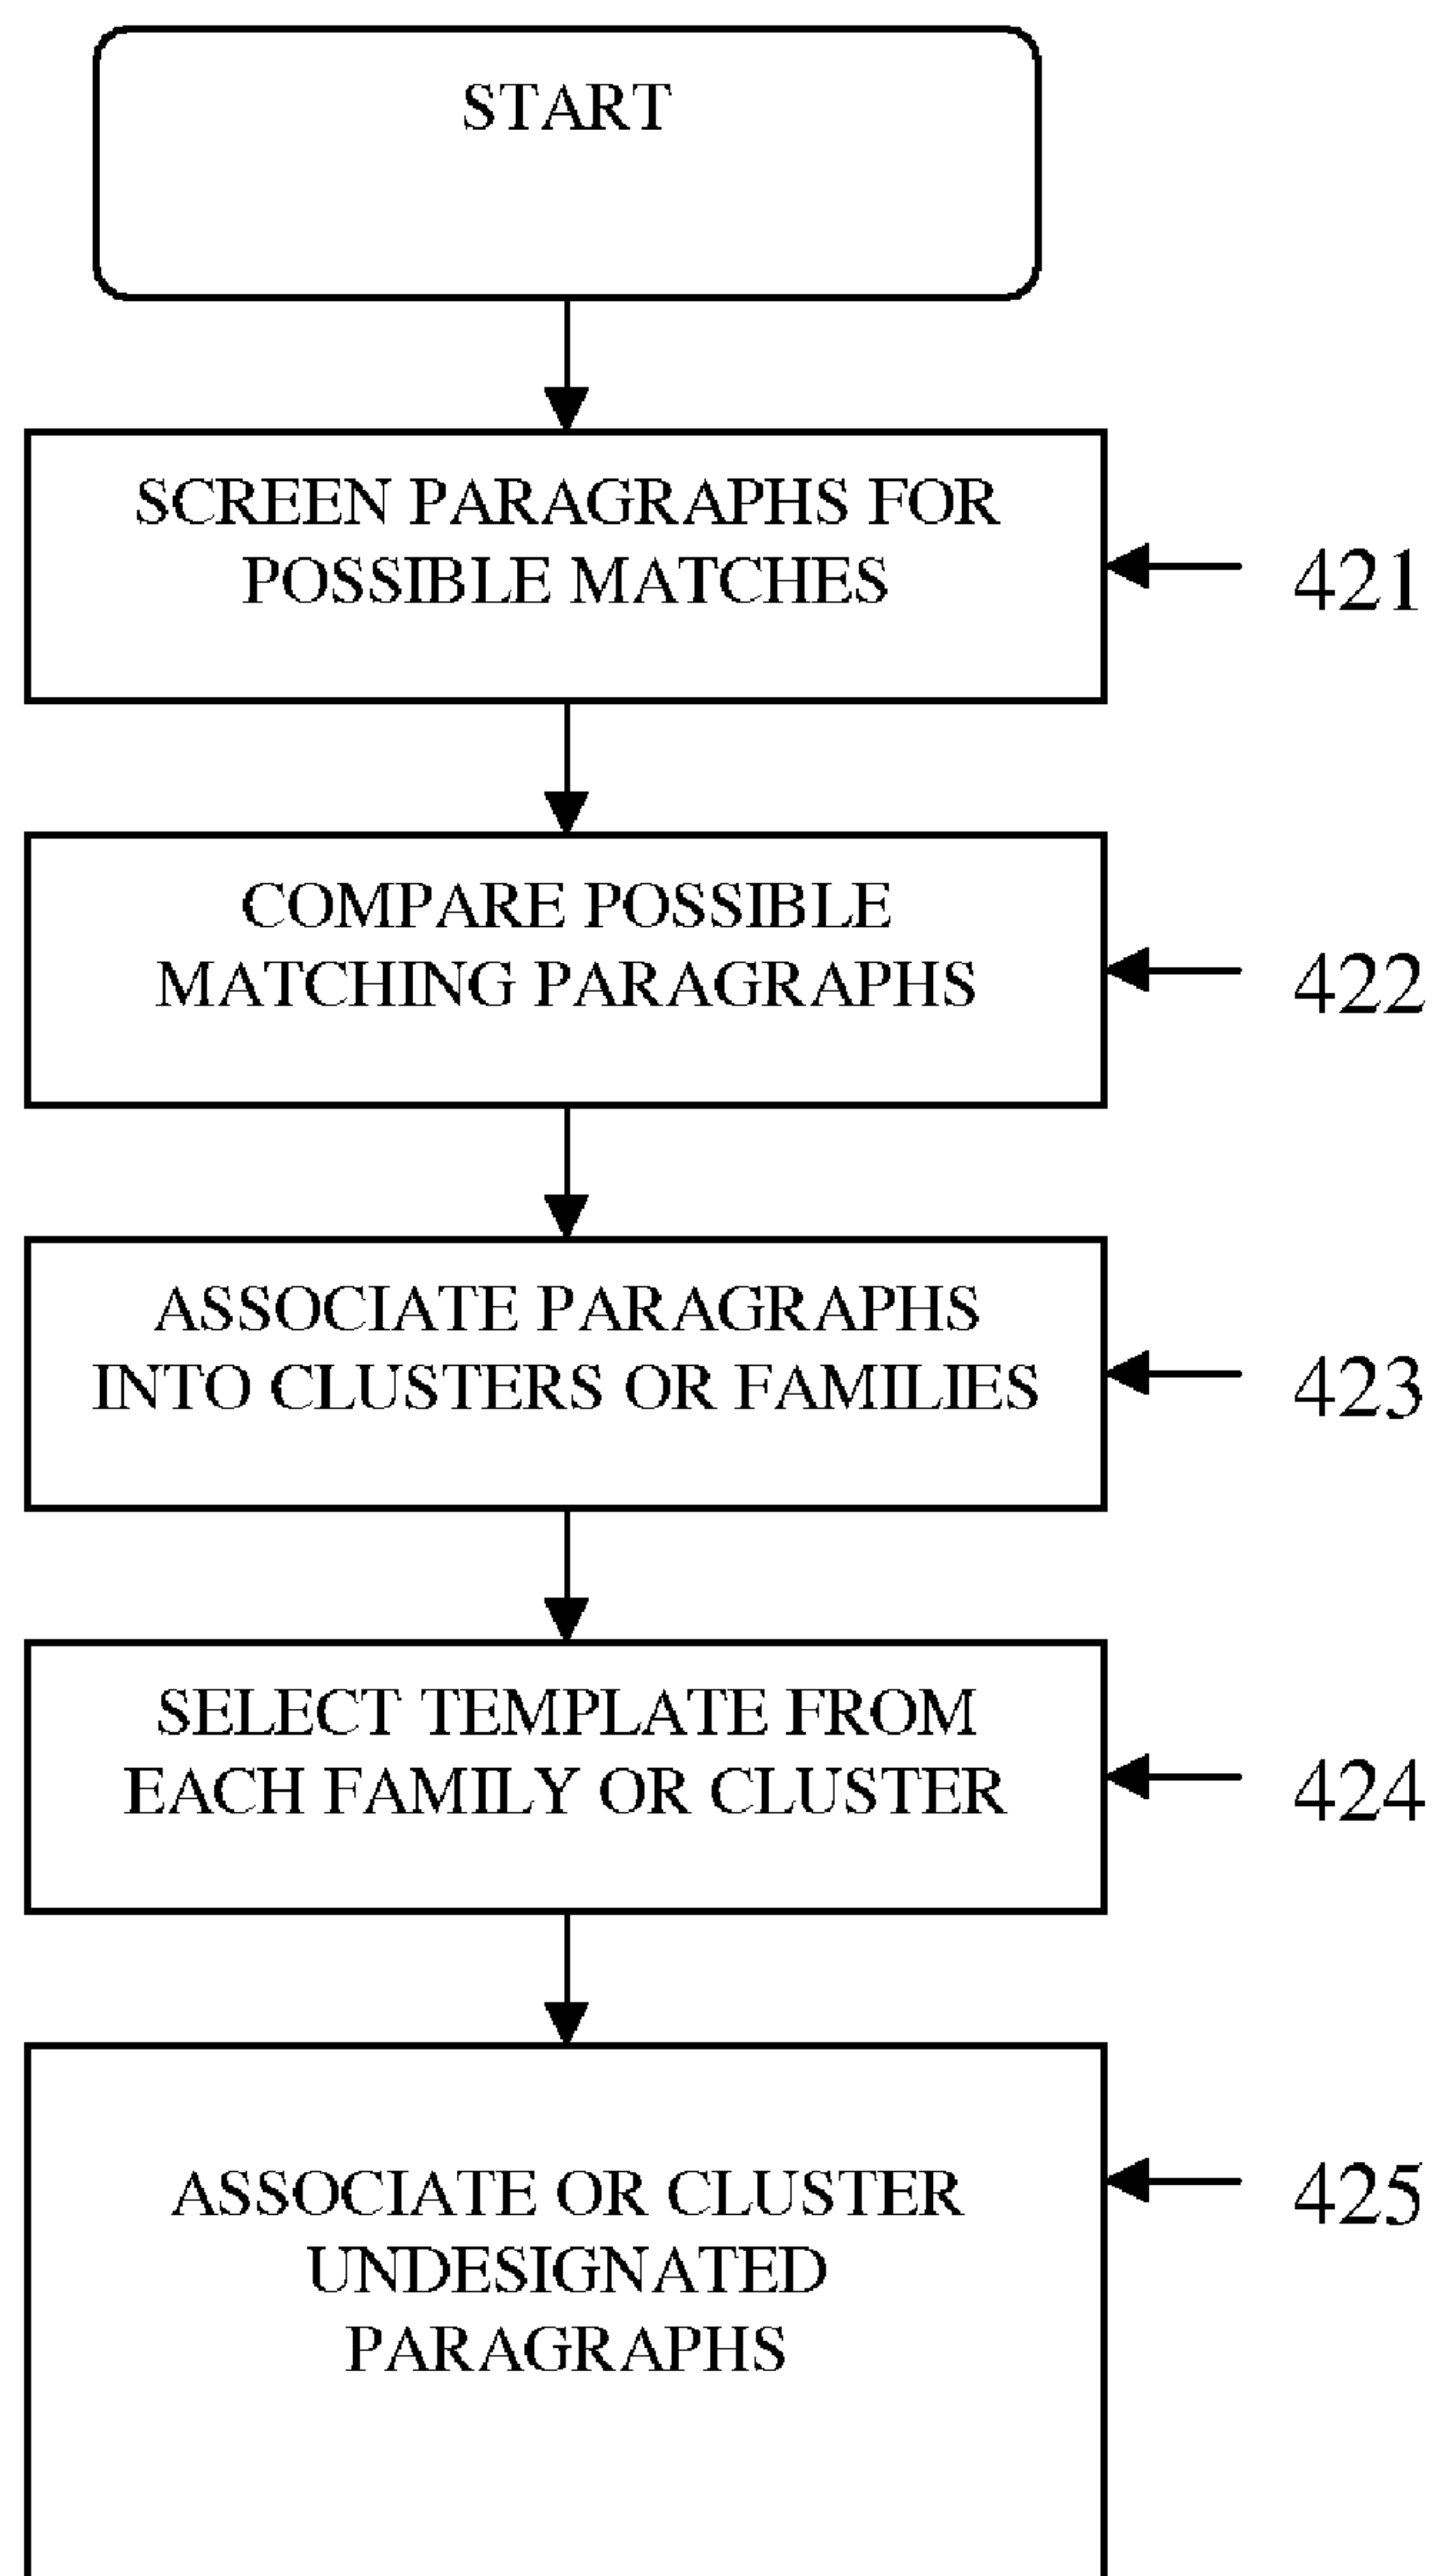 START
SCREEN PARAGRAPHS FOR
POSSIBLE MATCHES
421
COMPARE POSSIBLE
MATCHING PARAGRAPHS
422
ASSOCIATE PARAGRAPHS
INTO CLUSTERS OR FAMILIES
423
SELECT TEMPLATE FROM
EACH FAMILY OR CLUSTER
424
ASSOCIATE OR CLUSTER
UNDESIGNATED
PARAGRAPHS
425